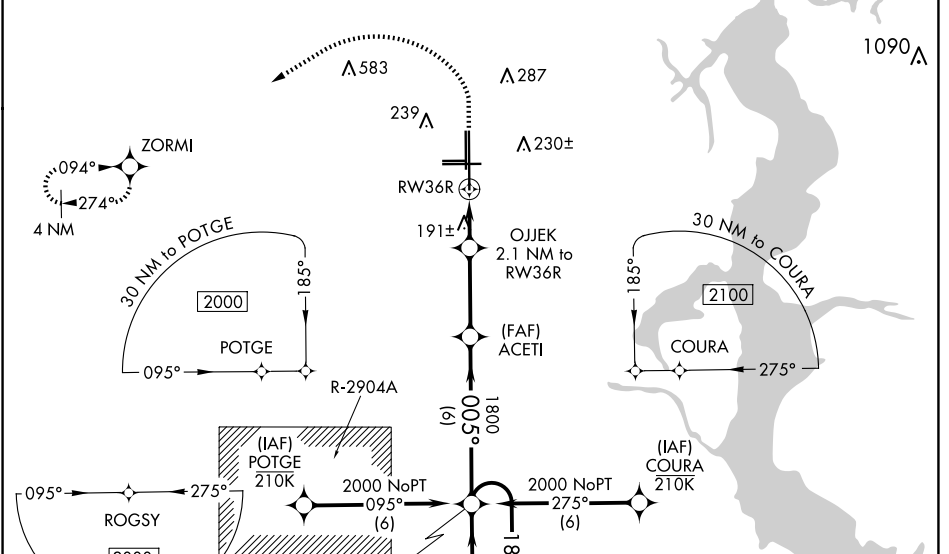 1090
583
287
239
230±
ZORMI
094°
274°
4 NM
RW36R
191±
OJJEK
2.1 NM to
RW36R
30 NM to POTGE
185°
2000
POTGE
095°
30 NM to COURA
185°
2100
COURA
275°
(FAF)
ACETI
R-2904A
1800
005°
(6)
(IAF)
POTGE
210K
2000 NoPT
095°
(6)
2000 NoPT
275°
(6)
(IAF)
COURA
210K
095°
275°
ROGSY